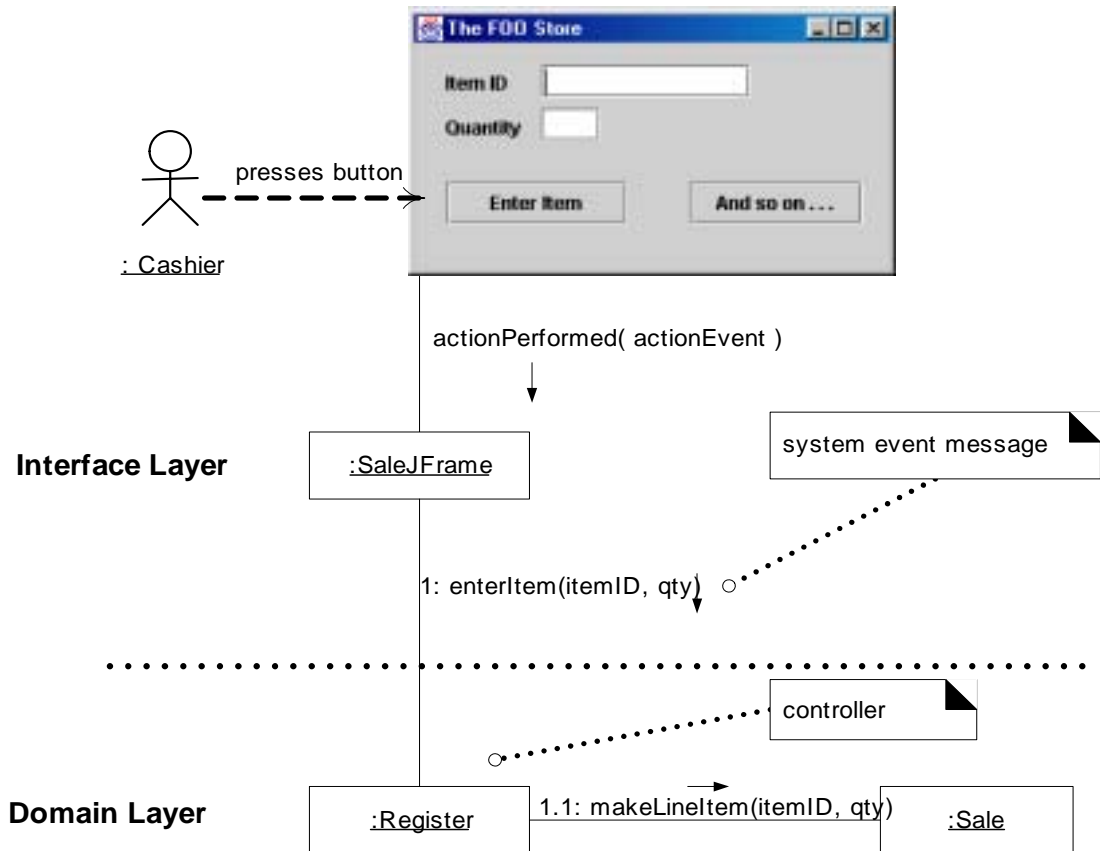 The FOO Store
Item ID
Quantity
presses button
Enter Item
And so on . . .
: Cashier
actionPerformed( actionEvent )
system event message
Interface Layer
:SaleJFrame
1: enterItem(itemID, qty)
controller
Domain Layer
:Register
1.1: makeLineItem(itemID, qty)
:Sale